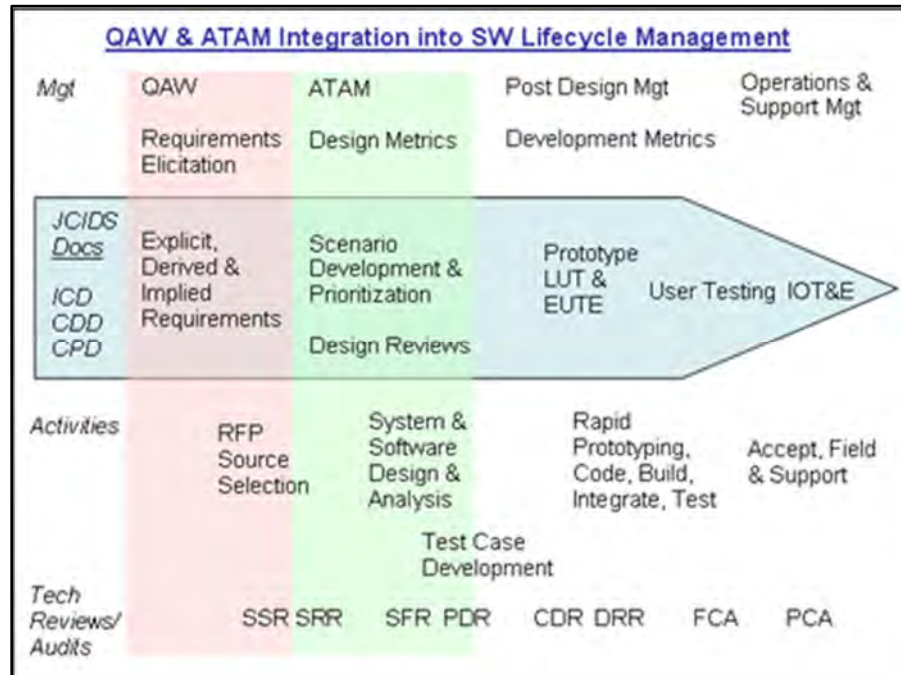 QAW & ATAM Integration into SW Lifecycle Management
Mgt
QAW
ATAM
Post Design Mgt
Operations &
Support Mgt
Requirements
Elicitation
Design Metrics
Development Metrics
JCIDS
Docs
ICD
CDD
CPD
Explicit,
Derived &
Implied
Requirements
Scenario
Development &
Prioritization
Design Reviews
Prototype
LUT &
EUTE
User Testing
IOT&E
Activities
RFP
Source
Selection
System &
Software
Design &
Analysis
Rapid
Prototyping,
Code, Build,
Integrate, Test
Accept, Field
& Support
Test Case
Development
Tech
Reviews/
Audits
SSR
SRR
SFR
PDR
CDR
DRR
FCA
PCA